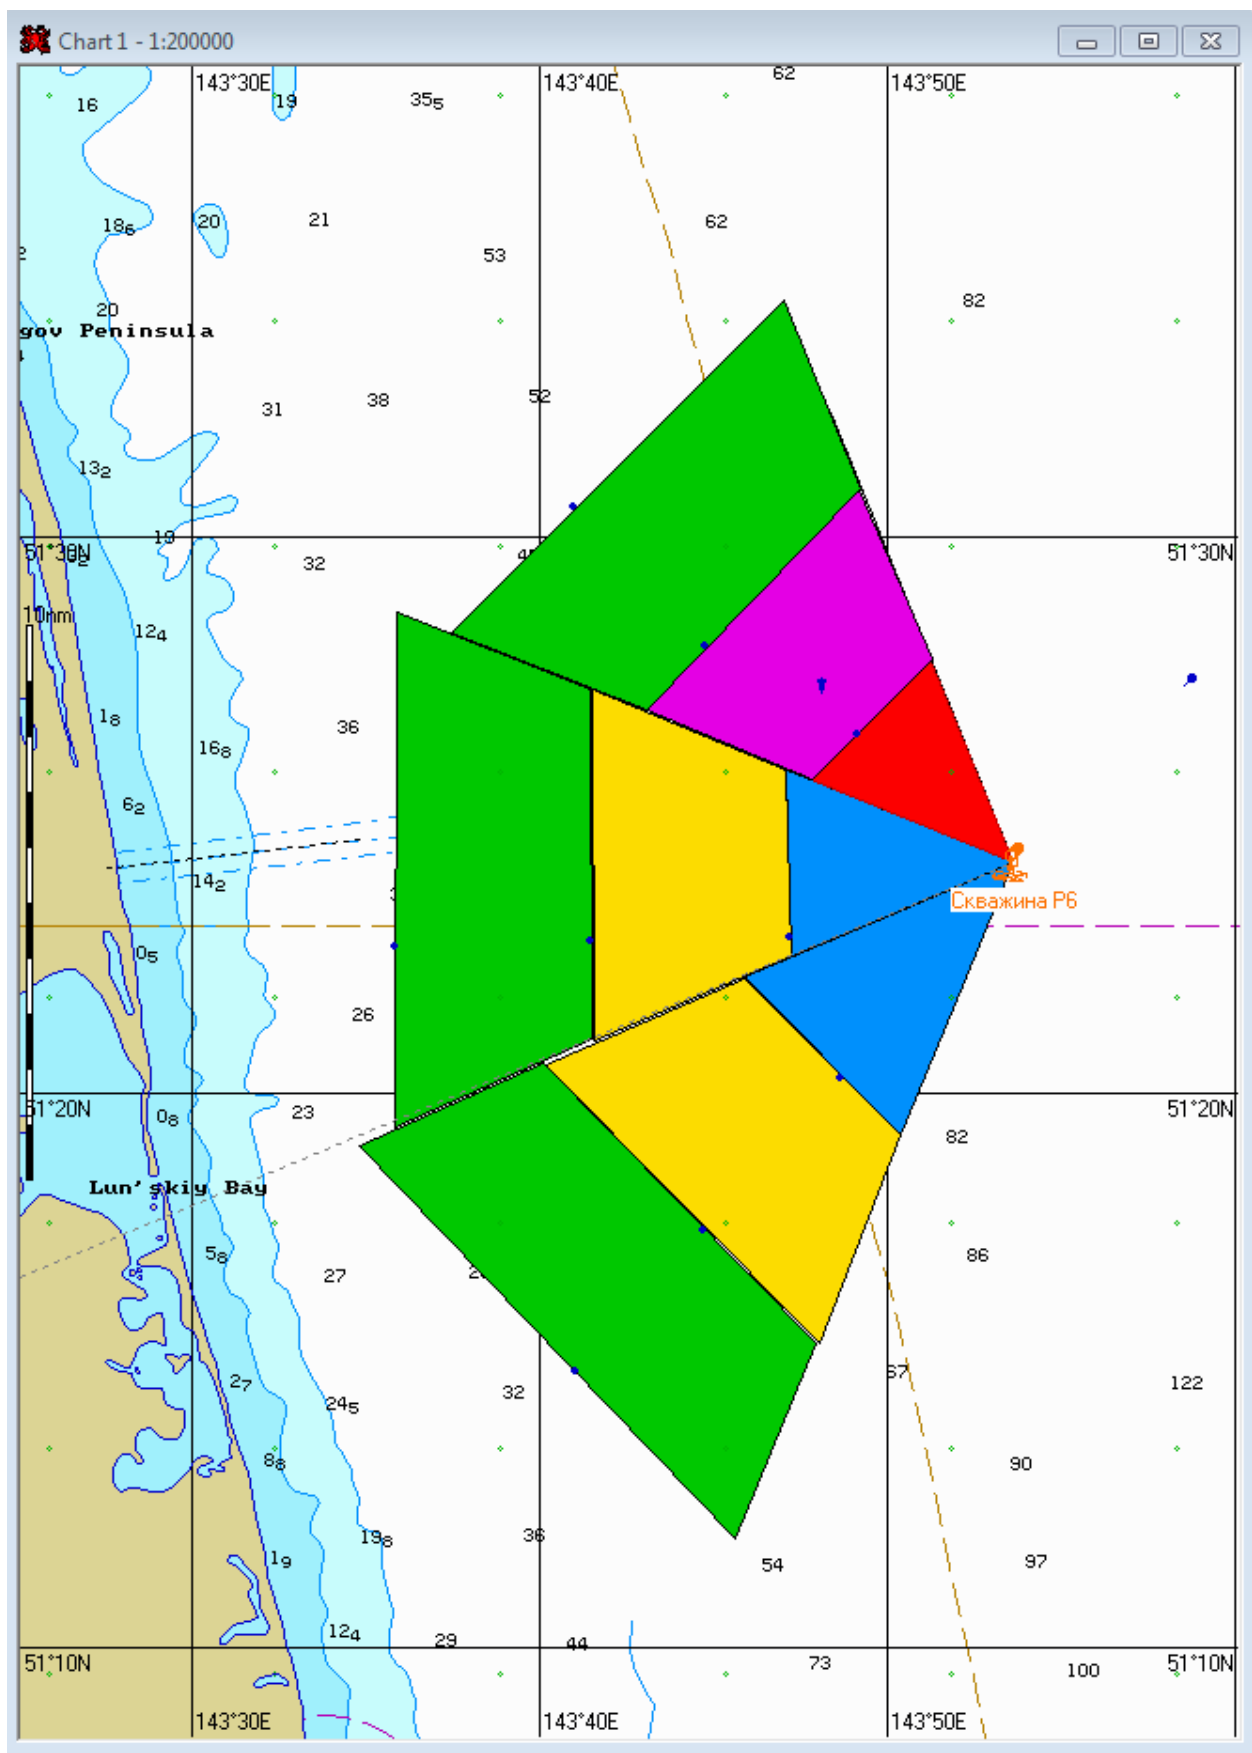 Chart 1 - 1:200000
143°30E 143°40E 143°50E
62
16 19 35₅
18₆ 20 21 62
2 53
20 82
gov Peninsula
52
31 38
13₂
19
51°30N 32 51°30N
10nm
12₄
1₈ 36
16₈
6₂
14₂
Скважина Р6
0₅
26
51°20N 0₈ 23 51°20N
82
Lun'skiy Bay
5₈ 27 86
67
2₇ 24₅ 32 122
8₈ 90
19₈ 36
1₉ 54 97
12₄ 29 44
51°10N 73 100 51°10N
143°30E 143°40E 143°50E